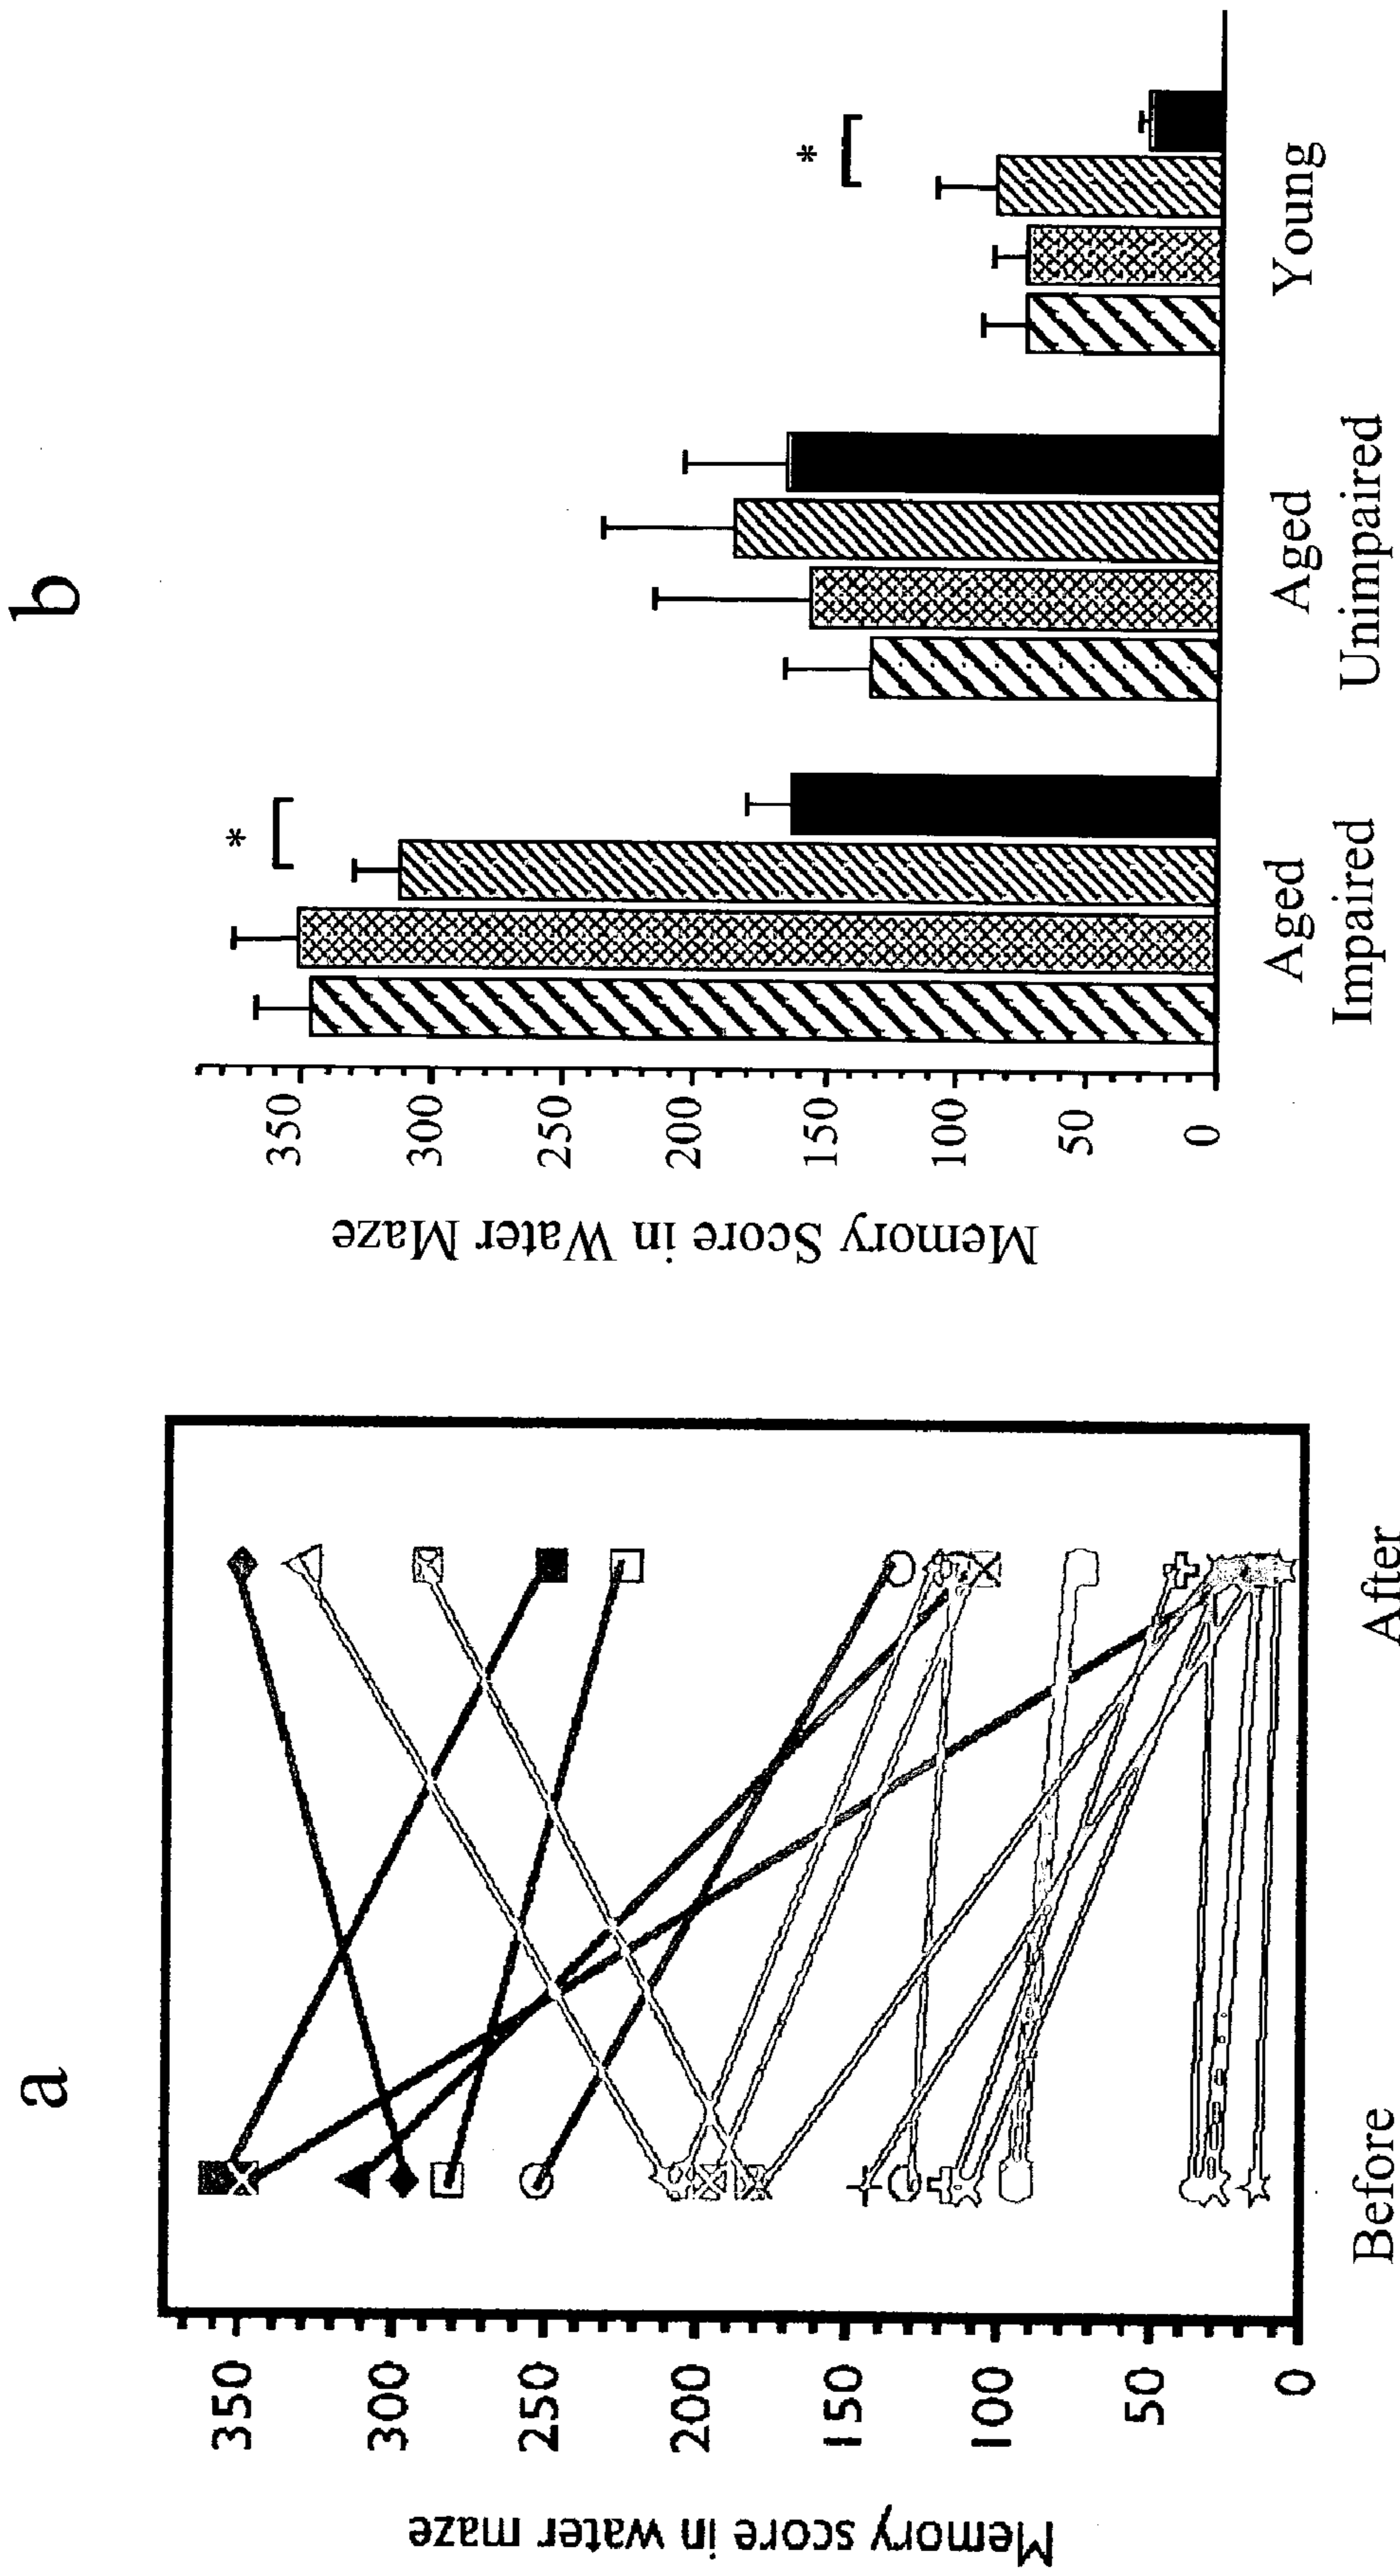 a
Memory score in water maze
350
300
250
200
150
100
50
0
Before
After
b
Memory Score in Water Maze
350
300
250
200
150
100
50
0
*
*
Aged
Impaired
Aged
Unimpaired
Young